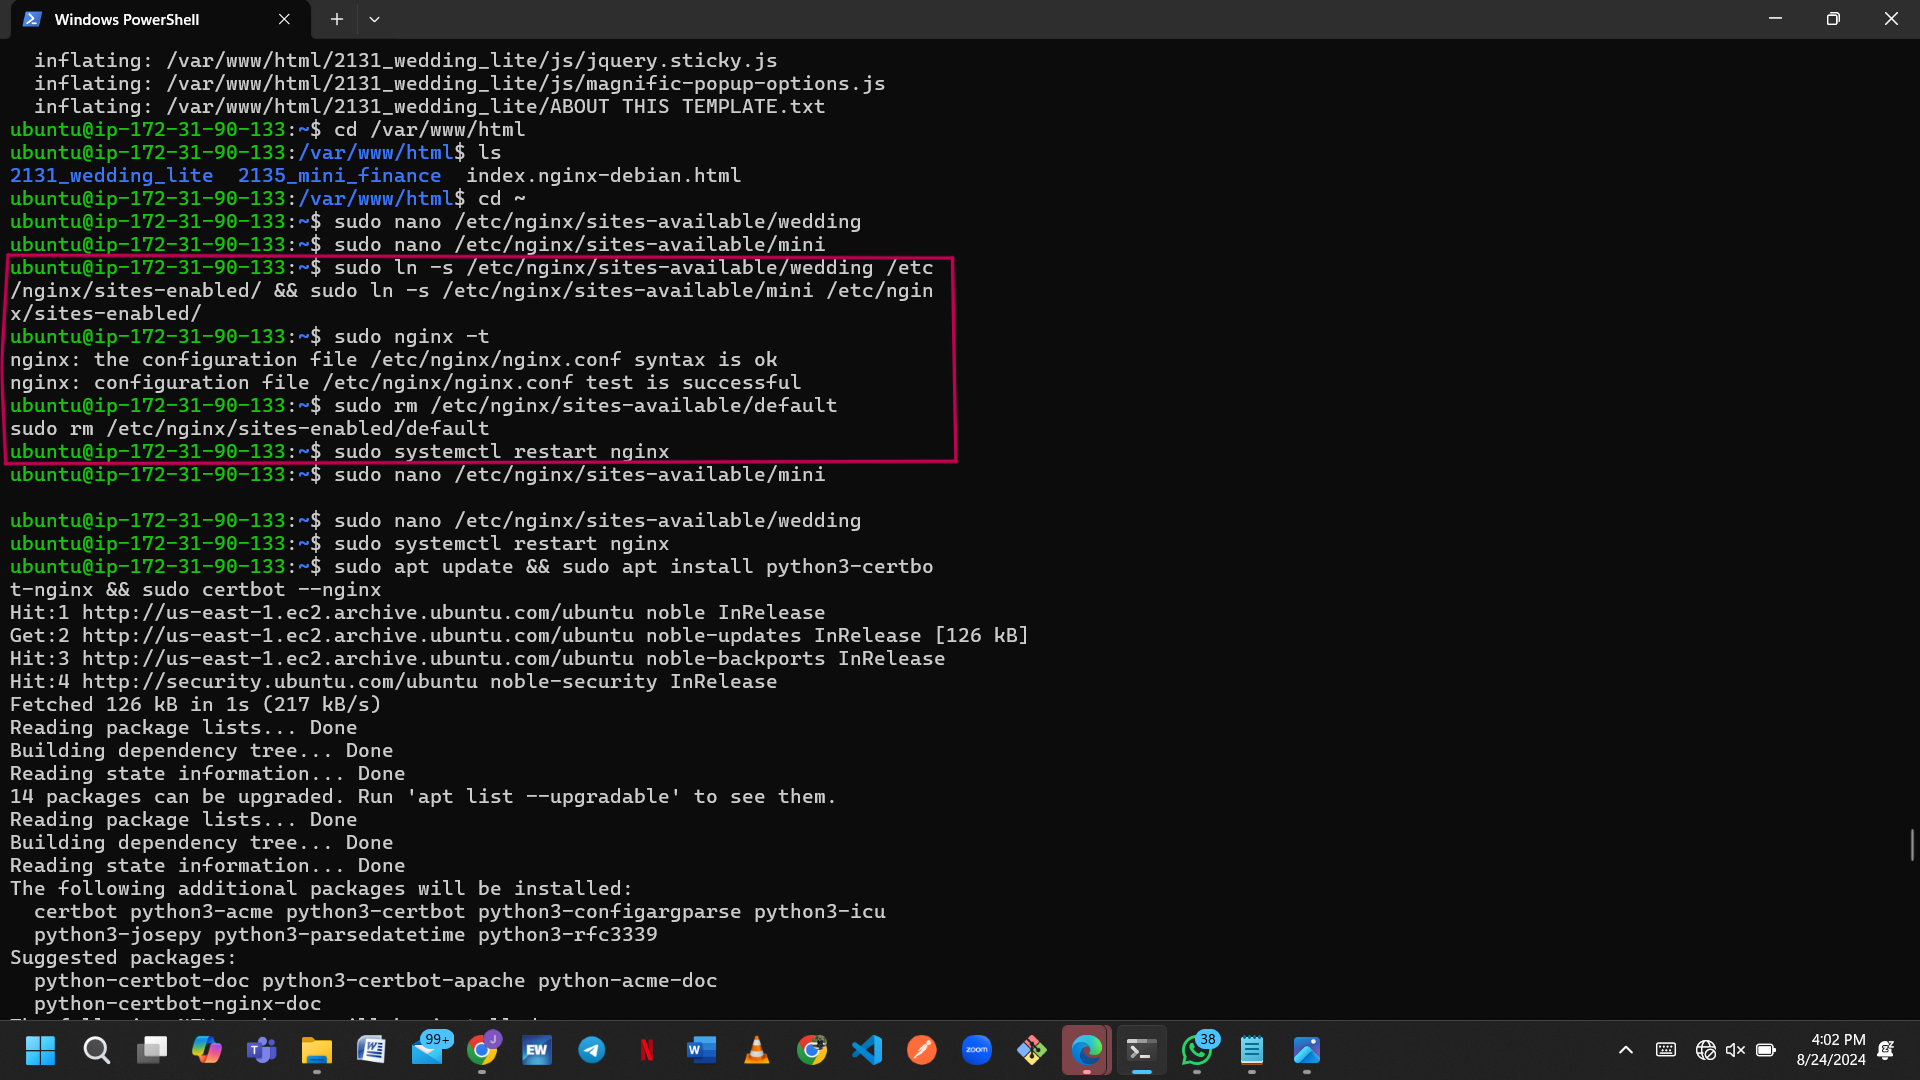 Windows PowerShell
  inflating: /var/www/html/2131_wedding_lite/js/jquery.sticky.js
  inflating: /var/www/html/2131_wedding_lite/js/magnific-popup-options.js
  inflating: /var/www/html/2131_wedding_lite/ABOUT THIS TEMPLATE.txt
ubuntu@ip-172-31-90-133:~$ cd /var/www/html
ubuntu@ip-172-31-90-133:/var/www/html$ ls
2131_wedding_lite  2135_mini_finance  index.nginx-debian.html
ubuntu@ip-172-31-90-133:/var/www/html$ cd ~
ubuntu@ip-172-31-90-133:~$ sudo nano /etc/nginx/sites-available/wedding
ubuntu@ip-172-31-90-133:~$ sudo nano /etc/nginx/sites-available/mini
ubuntu@ip-172-31-90-133:~$ sudo ln -s /etc/nginx/sites-available/wedding /etc
/nginx/sites-enabled/ && sudo ln -s /etc/nginx/sites-available/mini /etc/ngin
x/sites-enabled/
ubuntu@ip-172-31-90-133:~$ sudo nginx -t
nginx: the configuration file /etc/nginx/nginx.conf syntax is ok
nginx: configuration file /etc/nginx/nginx.conf test is successful
ubuntu@ip-172-31-90-133:~$ sudo rm /etc/nginx/sites-available/default
sudo rm /etc/nginx/sites-enabled/default
ubuntu@ip-172-31-90-133:~$ sudo systemctl restart nginx
ubuntu@ip-172-31-90-133:~$ sudo nano /etc/nginx/sites-available/mini
ubuntu@ip-172-31-90-133:~$ sudo nano /etc/nginx/sites-available/wedding
ubuntu@ip-172-31-90-133:~$ sudo systemctl restart nginx
ubuntu@ip-172-31-90-133:~$ sudo apt update && sudo apt install python3-certbo
t-nginx && sudo certbot --nginx
Hit:1 http://us-east-1.ec2.archive.ubuntu.com/ubuntu noble InRelease
Get:2 http://us-east-1.ec2.archive.ubuntu.com/ubuntu noble-updates InRelease [126 kB]
Hit:3 http://us-east-1.ec2.archive.ubuntu.com/ubuntu noble-backports InRelease
Hit:4 http://security.ubuntu.com/ubuntu noble-security InRelease
Fetched 126 kB in 1s (217 kB/s)
Reading package lists... Done
Building dependency tree... Done
Reading state information... Done
14 packages can be upgraded. Run 'apt list --upgradable' to see them.
Reading package lists... Done
Building dependency tree... Done
Reading state information... Done
The following additional packages will be installed:
  certbot python3-acme python3-certbot python3-configargparse python3-icu
  python3-josepy python3-parsedatetime python3-rfc3339
Suggested packages:
  python-certbot-doc python3-certbot-apache python-acme-doc
  python-certbot-nginx-doc
99+ J EW N W zoom 38
4:02 PM
8/24/2024